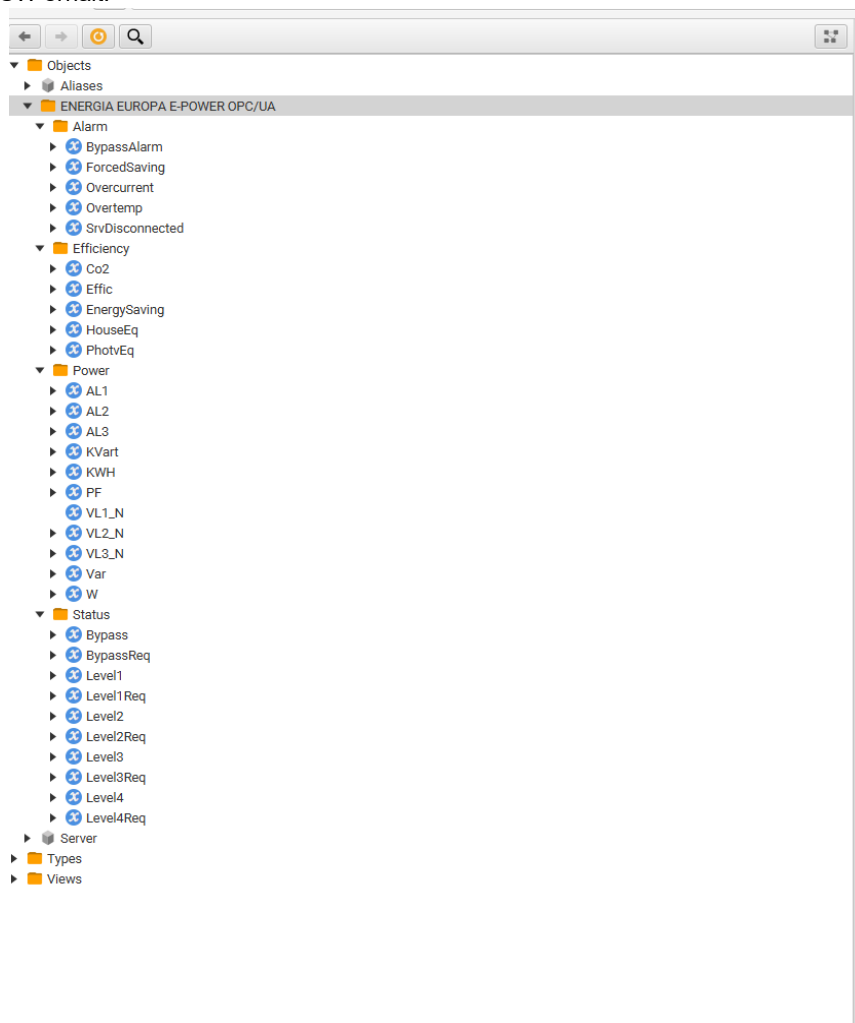 Objects
Aliases
ENERGIA EUROPA E-POWER OPC/UA
Alarm
BypassAlarm
ForcedSaving
Overcurrent
Overtemp
SrvDisconnected
Efficiency
Co2
Effic
EnergySaving
HouseEq
PhotvEq
Power
AL1
AL2
AL3
KVart
KWH
PF
VL1_N
VL2_N
VL3_N
Var
W
Status
Bypass
BypassReq
Level1
Level1Req
Level2
Level2Req
Level3
Level3Req
Level4
Level4Req
Server
Types
Views